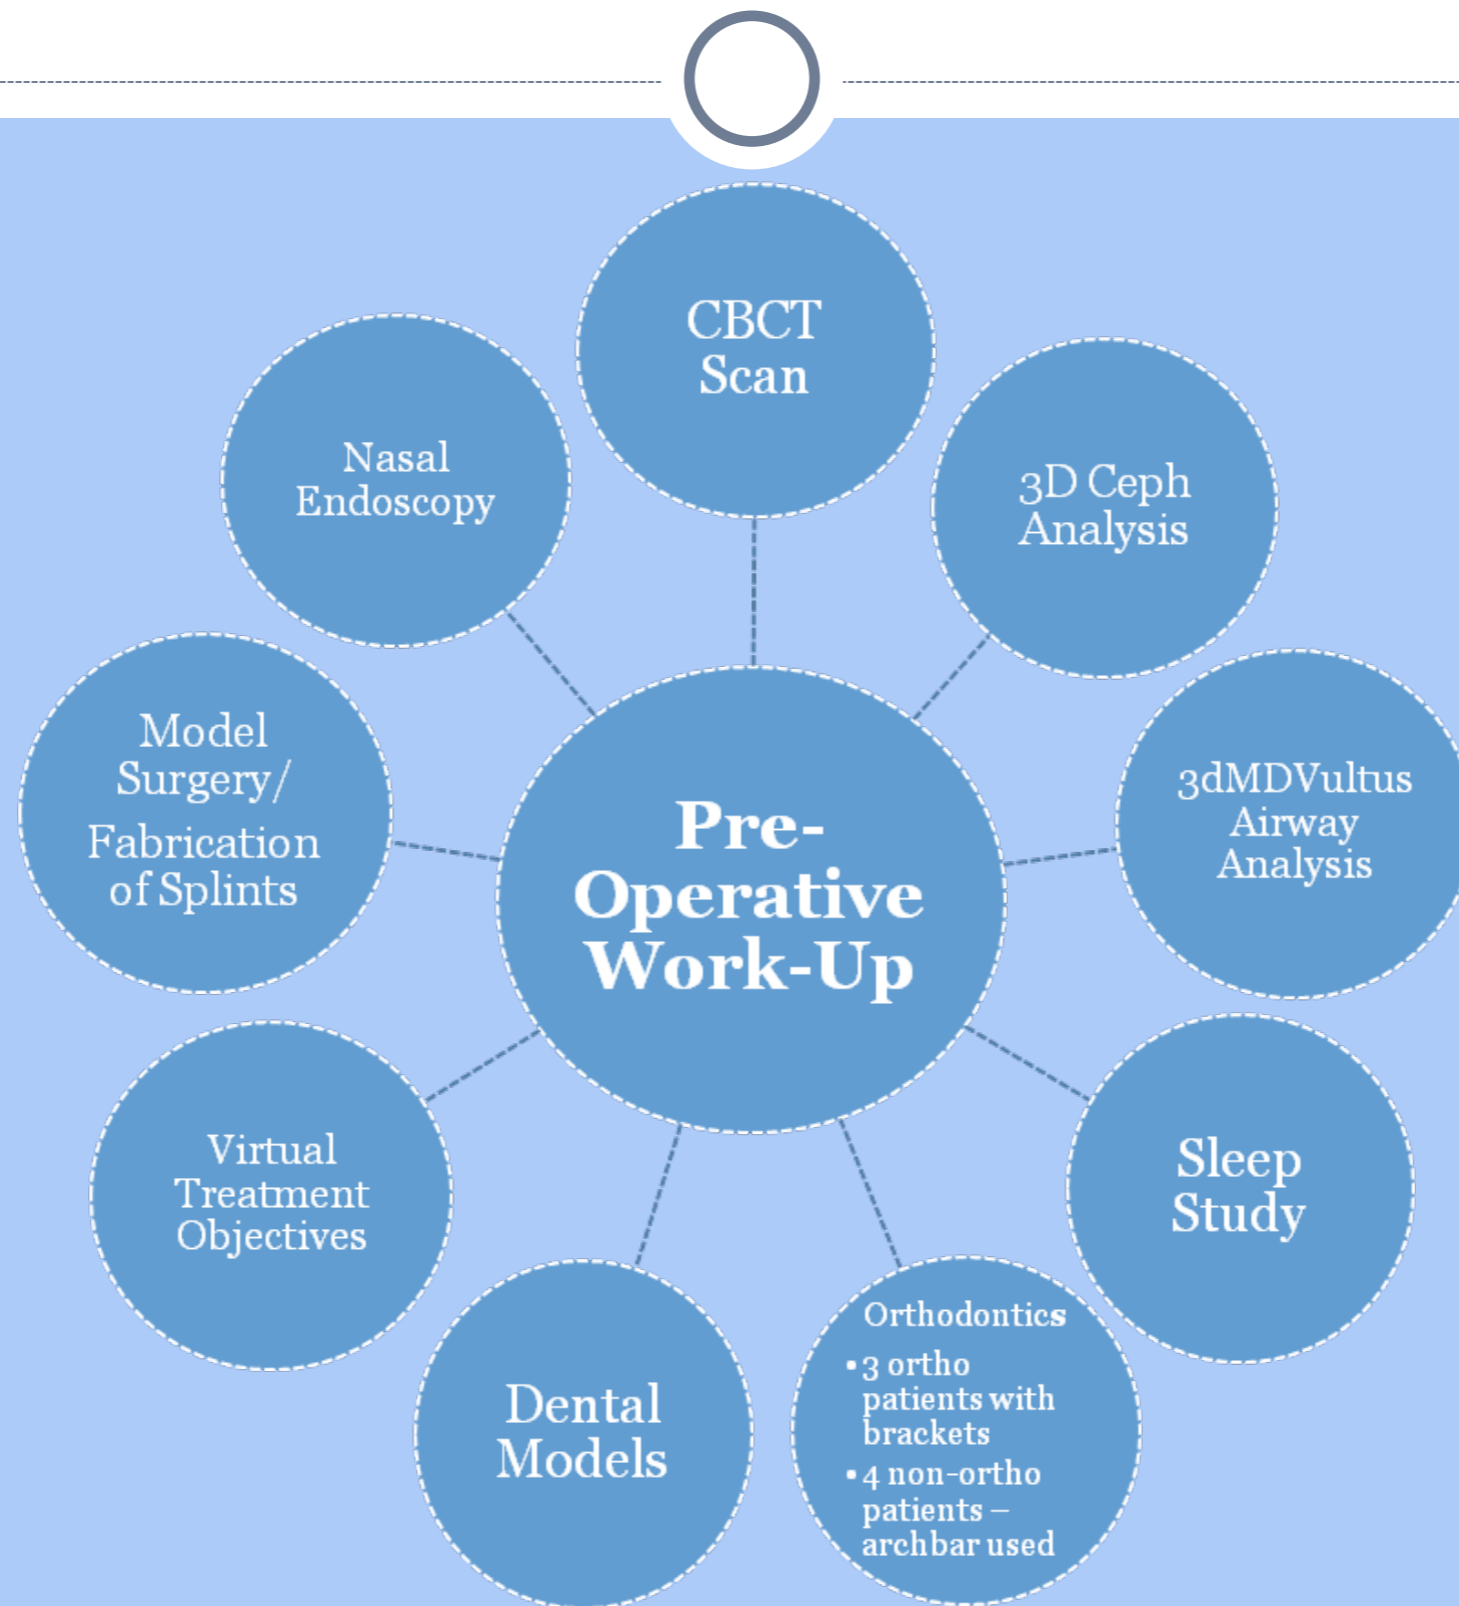 CBCT
Scan
3D Ceph
Analysis
3dMDVultus
Airway
Analysis
Sleep
Study
Orthodontics
• 3 ortho
patients with
brackets
• 4 non-ortho
patients –
archbar used
Dental
Models
Virtual
Treatment
Objectives
Model
Surgery/
Fabrication
of Splints
Nasal
Endoscopy
Pre-
Operative
Work-Up